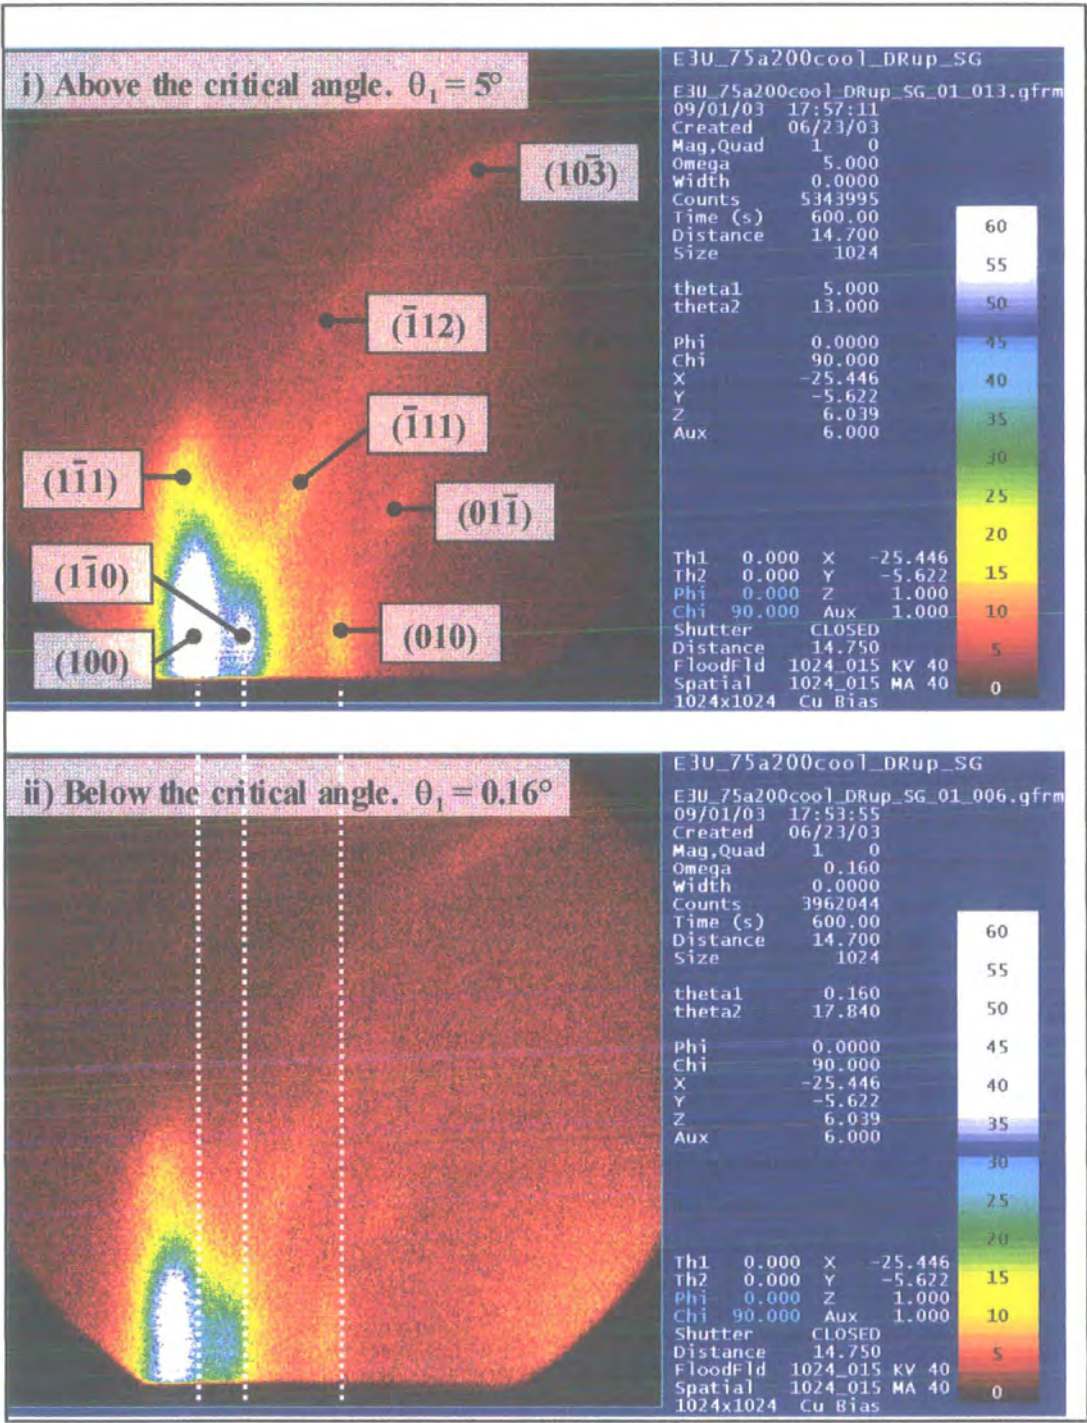 i) Above the critical angle. θ₁ = 5°
(10̅3̅)
(1̅12)
(1̅11)
(11̅1)
(011̅)
(11̅0)
(100)
(010)
E3U_75a200cool_DRup_SG
E3U_75a200cool_DRup_SG_01_013.gfrm
09/01/03 17:57:11
Created 06/23/03
Mag,Quad 1 0
Omega 5.000
Width 0.0000
Counts 5343995
Time (s) 600.00
Distance 14.700
Size 1024
theta1 5.000
theta2 13.000
Phi 0.0000
Chi 90.000
X -25.446
Y -5.622
Z 6.039
Aux 6.000
Th1 0.000 X -25.446
Th2 0.000 Y -5.622
Phi 0.000 Z 1.000
Chi 90.000 Aux 1.000
Shutter CLOSED
Distance 14.750
FloodFld 1024_015 KV 40
Spatial 1024_015 MA 40
1024x1024 Cu Bias
60
55
50
45
40
35
30
25
20
15
10
5
0
ii) Below the critical angle. θ₁ = 0.16°
E3U_75a200cool_DRup_SG
E3U_75a200cool_DRup_SG_01_006.gfrm
09/01/03 17:53:55
Created 06/23/03
Mag,Quad 1 0
Omega 0.160
Width 0.0000
Counts 3962044
Time (s) 600.00
Distance 14.700
Size 1024
theta1 0.160
theta2 17.840
Phi 0.0000
Chi 90.000
X -25.446
Y -5.622
Z 6.039
Aux 6.000
Th1 0.000 X -25.446
Th2 0.000 Y -5.622
Phi 0.000 Z 1.000
Chi 90.000 Aux 1.000
Shutter CLOSED
Distance 14.750
FloodFld 1024_015 KV 40
Spatial 1024_015 MA 40
1024x1024 Cu Bias
60
55
50
45
40
35
30
25
20
15
10
5
0